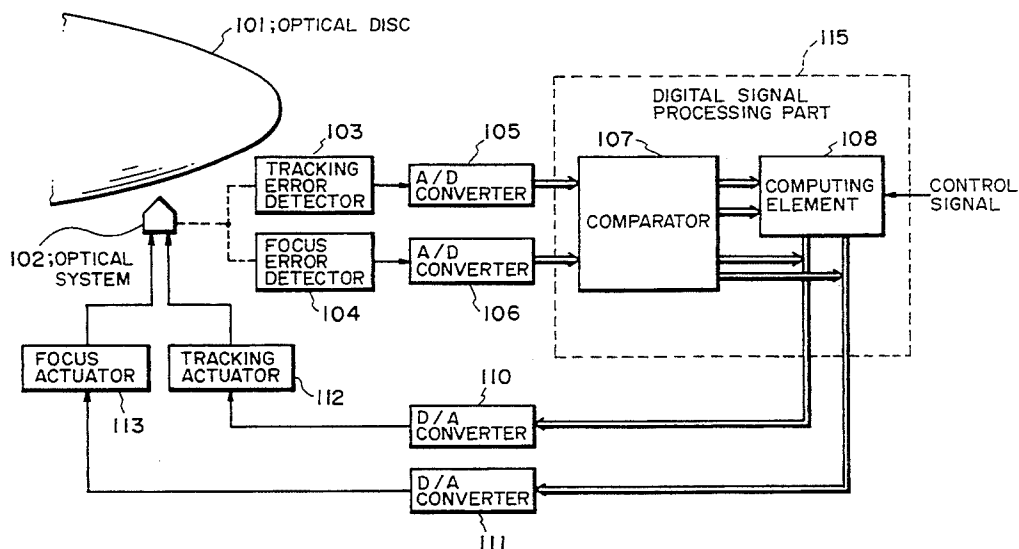 101;OPTICAL DISC
115
DIGITAL SIGNAL
PROCESSING PART
103
TRACKING
ERROR
DETECTOR
105
A/D
CONVERTER
107
COMPARATOR
108
COMPUTING
ELEMENT
CONTROL
SIGNAL
102;OPTICAL
SYSTEM
FOCUS
ERROR
DETECTOR
104
A/D
CONVERTER
106
FOCUS
ACTUATOR
113
TRACKING
ACTUATOR
112
110
D/A
CONVERTER
D/A
CONVERTER
111